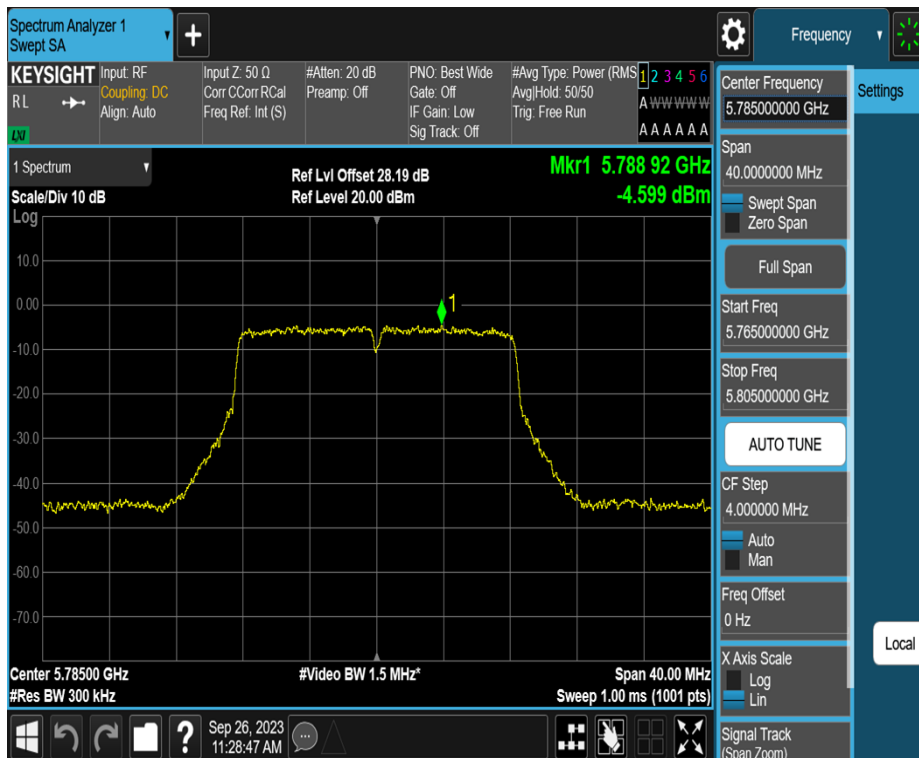 Spectrum Analyzer 1
Swept SA
Frequency
KEYSIGHT
R L
LXI
Input: RF
Coupling: DC
Align: Auto
Input Z: 50 Ω
Corr CCorr RCal
Freq Ref: Int (S)
#Atten: 20 dB
Preamp: Off
PNO: Best Wide
Gate: Off
IF Gain: Low
Sig Track: Off
#Avg Type: Power (RMS
Avg|Hold: 50/50
Trig: Free Run
1 2 3 4 5 6
A W W W W W
A A A A A A
1 Spectrum
Scale/Div 10 dB
Log
Ref Lvl Offset 28.19 dB
Ref Level 20.00 dBm
Mkr1 5.788 92 GHz
-4.599 dBm
1
10.0
0.00
-10.0
-20.0
-30.0
-40.0
-50.0
-60.0
-70.0
Center 5.78500 GHz
#Res BW 300 kHz
#Video BW 1.5 MHz*
Span 40.00 MHz
Sweep 1.00 ms (1001 pts)
Center Frequency
5.785000000 GHz
Span
40.0000000 MHz
Swept Span
Zero Span
Full Span
Start Freq
5.765000000 GHz
Stop Freq
5.805000000 GHz
AUTO TUNE
CF Step
4.000000 MHz
Auto
Man
Freq Offset
0 Hz
X Axis Scale
Log
Lin
Signal Track
(Span Zoom)
Settings
Local
?
Sep 26, 2023
11:28:47 AM